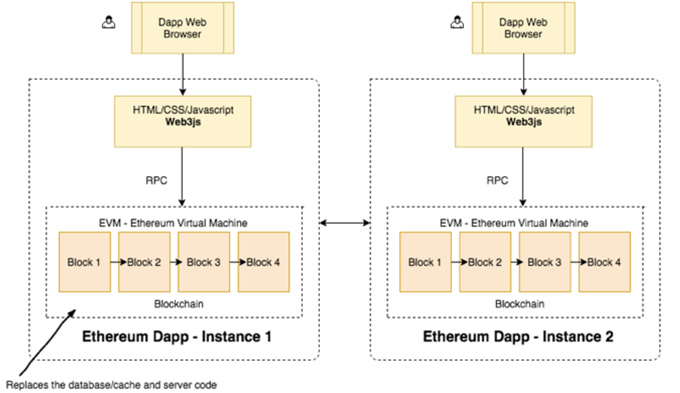 Dapp Web
Browser
Dapp Web
Browser
HTML/CSS/Javascript
Web3js
HTML/CSS/Javascript
Web3js
RPC
RPC
EVM - Ethereum Virtual Machine
EVM - Ethereum Virtual Machine
Block 1
Block 2
Block 3
Block 4
Block 1
Block 2
Block 3
Block 4
Blockchain
Blockchain
Ethereum Dapp - Instance 1
Ethereum Dapp - Instance 2
Replaces the database/cache and server code